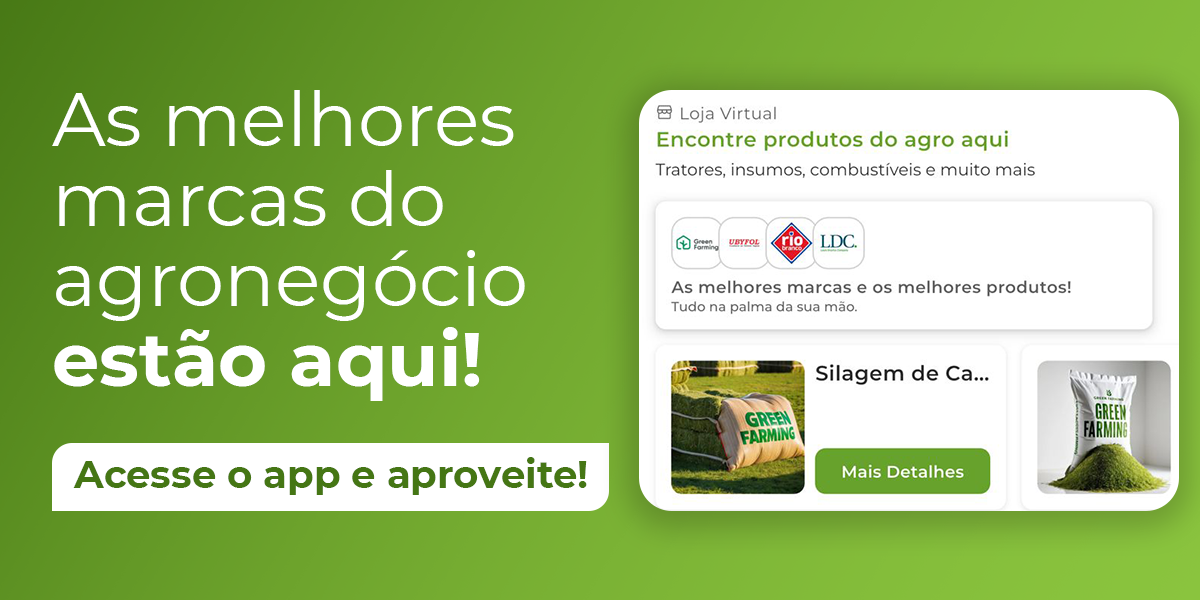 As melhores
marcas do
agronegócio
estão aqui!
Acesse o app e aproveite!
Loja Virtual
Encontre produtos do agro aqui
Tratores, insumos, combustíveis e muito mais
Green
Farming
UBYFOL
rio
branco
LDC.
As melhores marcas e os melhores produtos!
Tudo na palma da sua mão.
GREEN
FARMING
Silagem de Ca...
Mais Detalhes
GREEN
FARMING